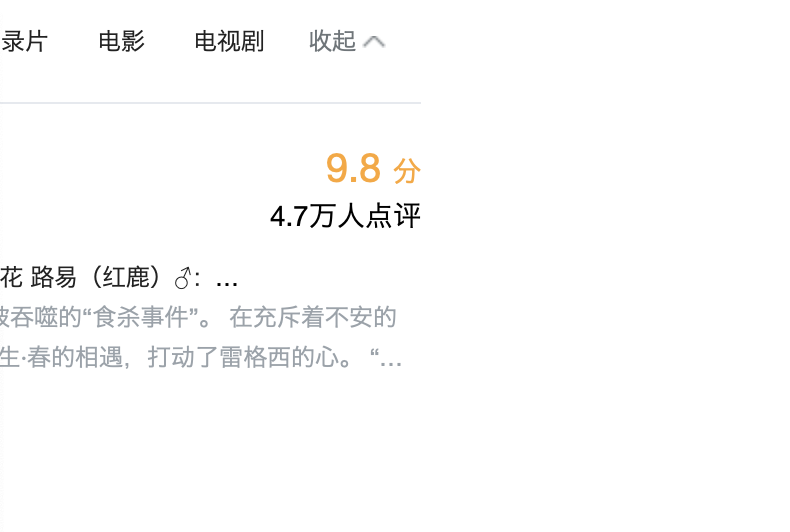 录片 电影 电视剧 收起
9.8 分
4.7万人点评
花 路易（红鹿）♂：...
被吞噬的“食杀事件”。 在充斥着不安的
生·春的相遇，打动了雷格西的心。 “...